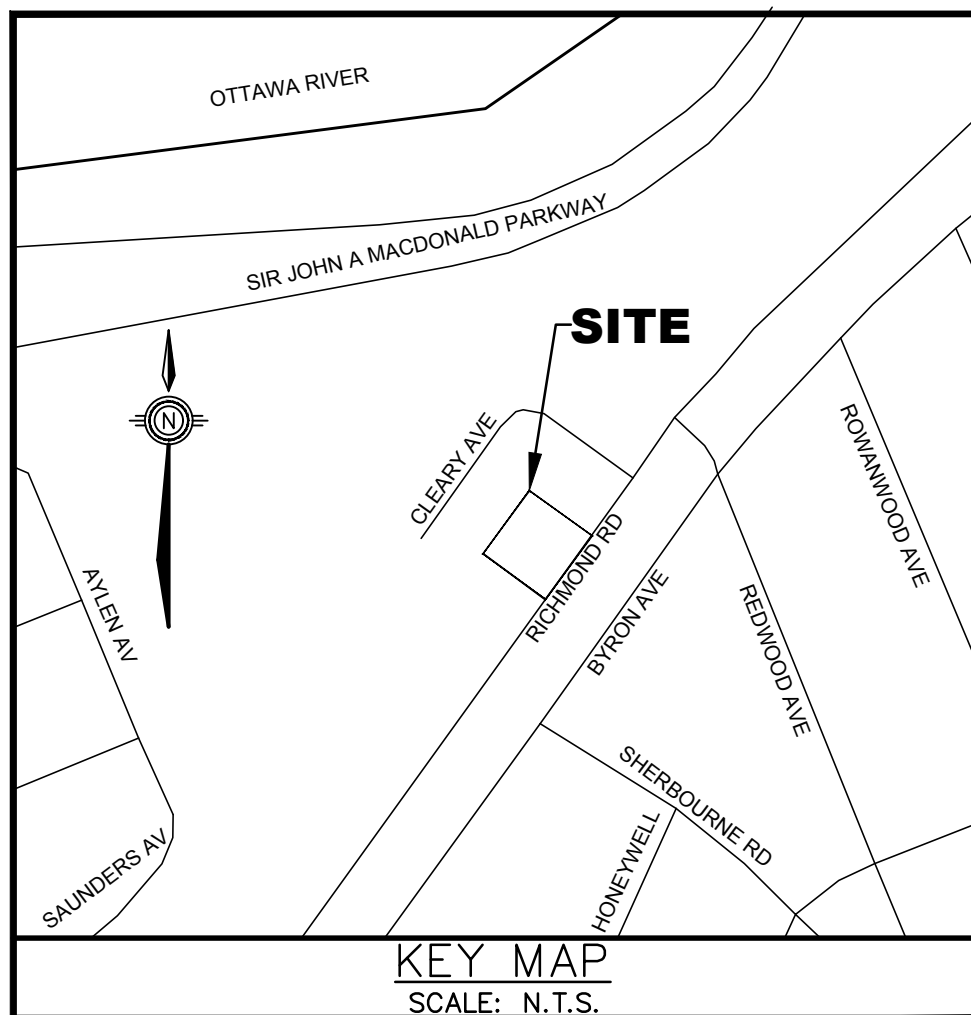 OTTAWA RIVER
SIR JOHN A MACDONALD PARKWAY
SITE
N
CLEARY AVE
ROWANWOOD AVE
RICHMOND RD
BYRON AVE
REDWOOD AVE
AYLEN AV
SHERBOURNE RD
HONEYWELL
SAUNDERS AV
KEY MAP
SCALE: N.T.S.